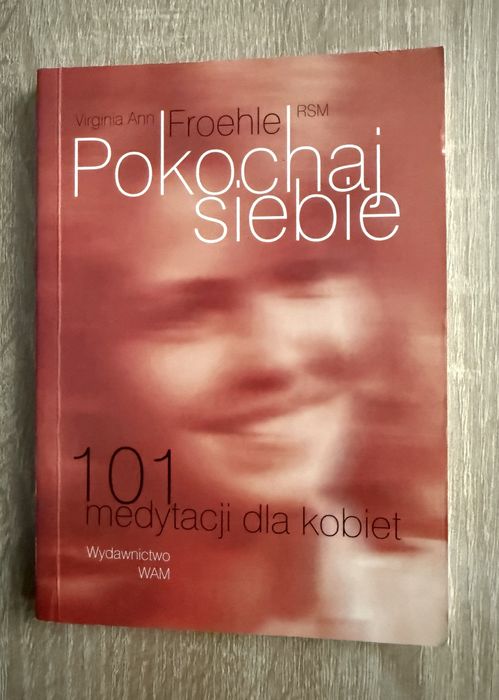 Virginia Ann Froehle RSM
Pokochaj
siebie
101
medytacji dla kobiet
Wydawnictwo
WAM